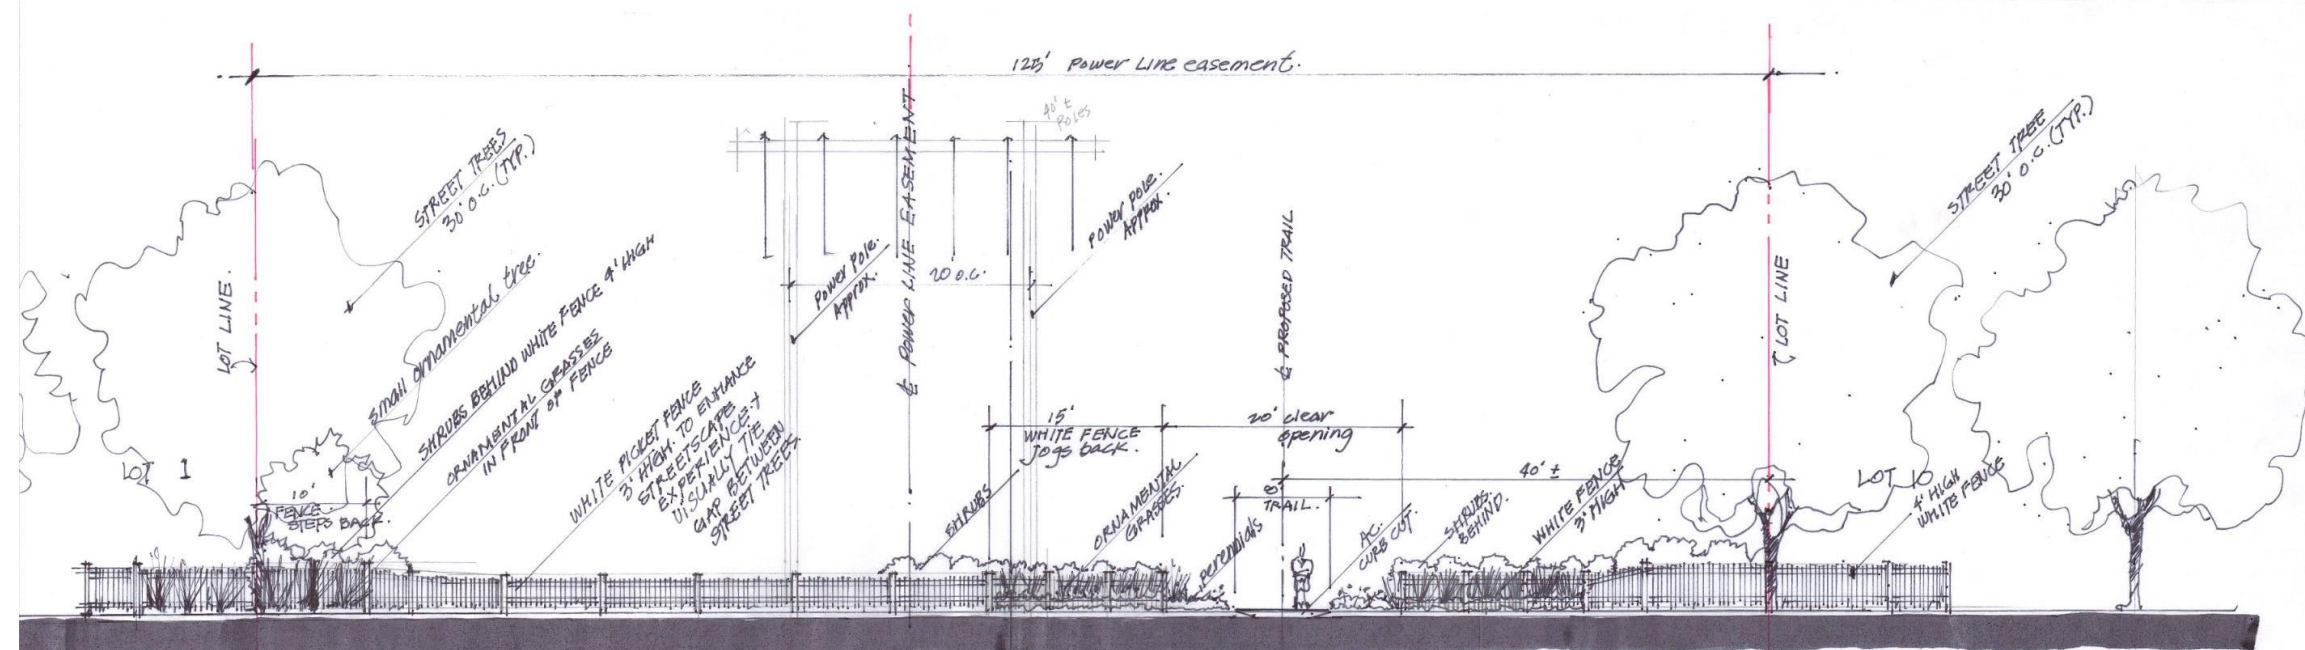 125' Power Line easement.
40' ±
Poles
STREET TREES
30' O.C. (TYP.)
STREET TREE
30' O.C. (TYP.)
LOT LINE.
small ornamental tree.
SHRUBS BEHIND WHITE FENCE 4' HIGH
ORNAMENTAL GRASSES
IN FRONT OF FENCE
WHITE PICKET FENCE
3' HIGH. TO ENHANCE
STREETSCAPE
EXPERIENCE +
VISUALLY TIE
GAP BETWEEN
STREET TREES.
Power Pole.
Approx.
℄ POWER LINE EASEMENT
20' O.C.
Power Pole.
Approx.
℄ PROPOSED TRAIL
LOT LINE
15'
WHITE FENCE
Jogs back.
20' clear
opening
40' ±
LOT 1
10'
FENCE
STEPS BACK.
SHRUBS
ORNAMENTAL
GRASSES.
perennials
8'
TRAIL.
A.C.
CURB CUT.
SHRUBS
BEHIND.
WHITE FENCE
3' HIGH
LOT 10
4' HIGH
WHITE FENCE